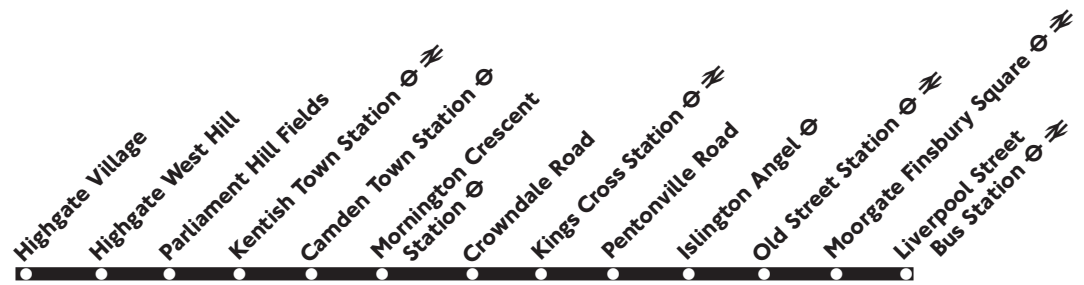 Highgate Village
Highgate West Hill
Parliament Hill Fields
Kentish Town Station
Camden Town Station
Mornington Crescent
Station
Crowndale Road
Kings Cross Station
Pentonville Road
Islington Angel
Old Street Station
Moorgate Finsbury Square
Liverpool Street
Bus Station